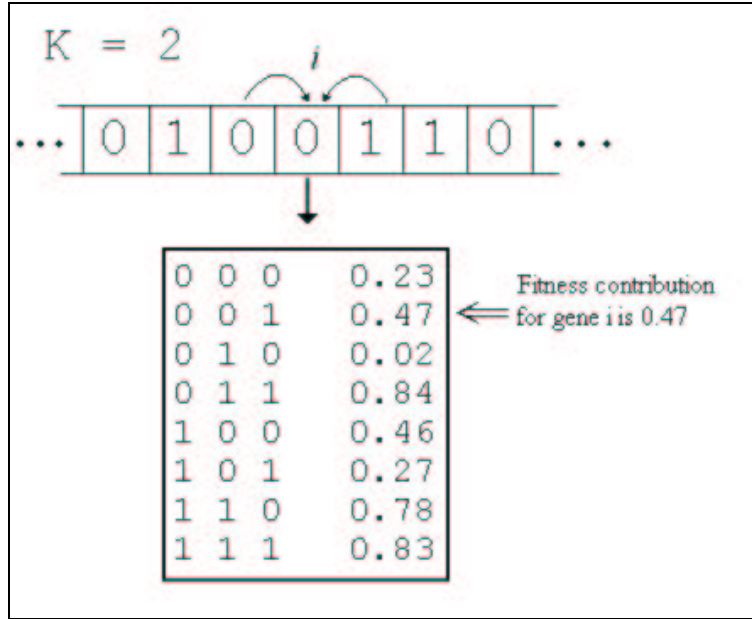 K = 2
i
... 0 1 0 0 1 1 0 ...
0 0 0 0.23
0 0 1 0.47
0 1 0 0.02
0 1 1 0.84
1 0 0 0.46
1 0 1 0.27
1 1 0 0.78
1 1 1 0.83
Fitness contribution
for gene i is 0.47